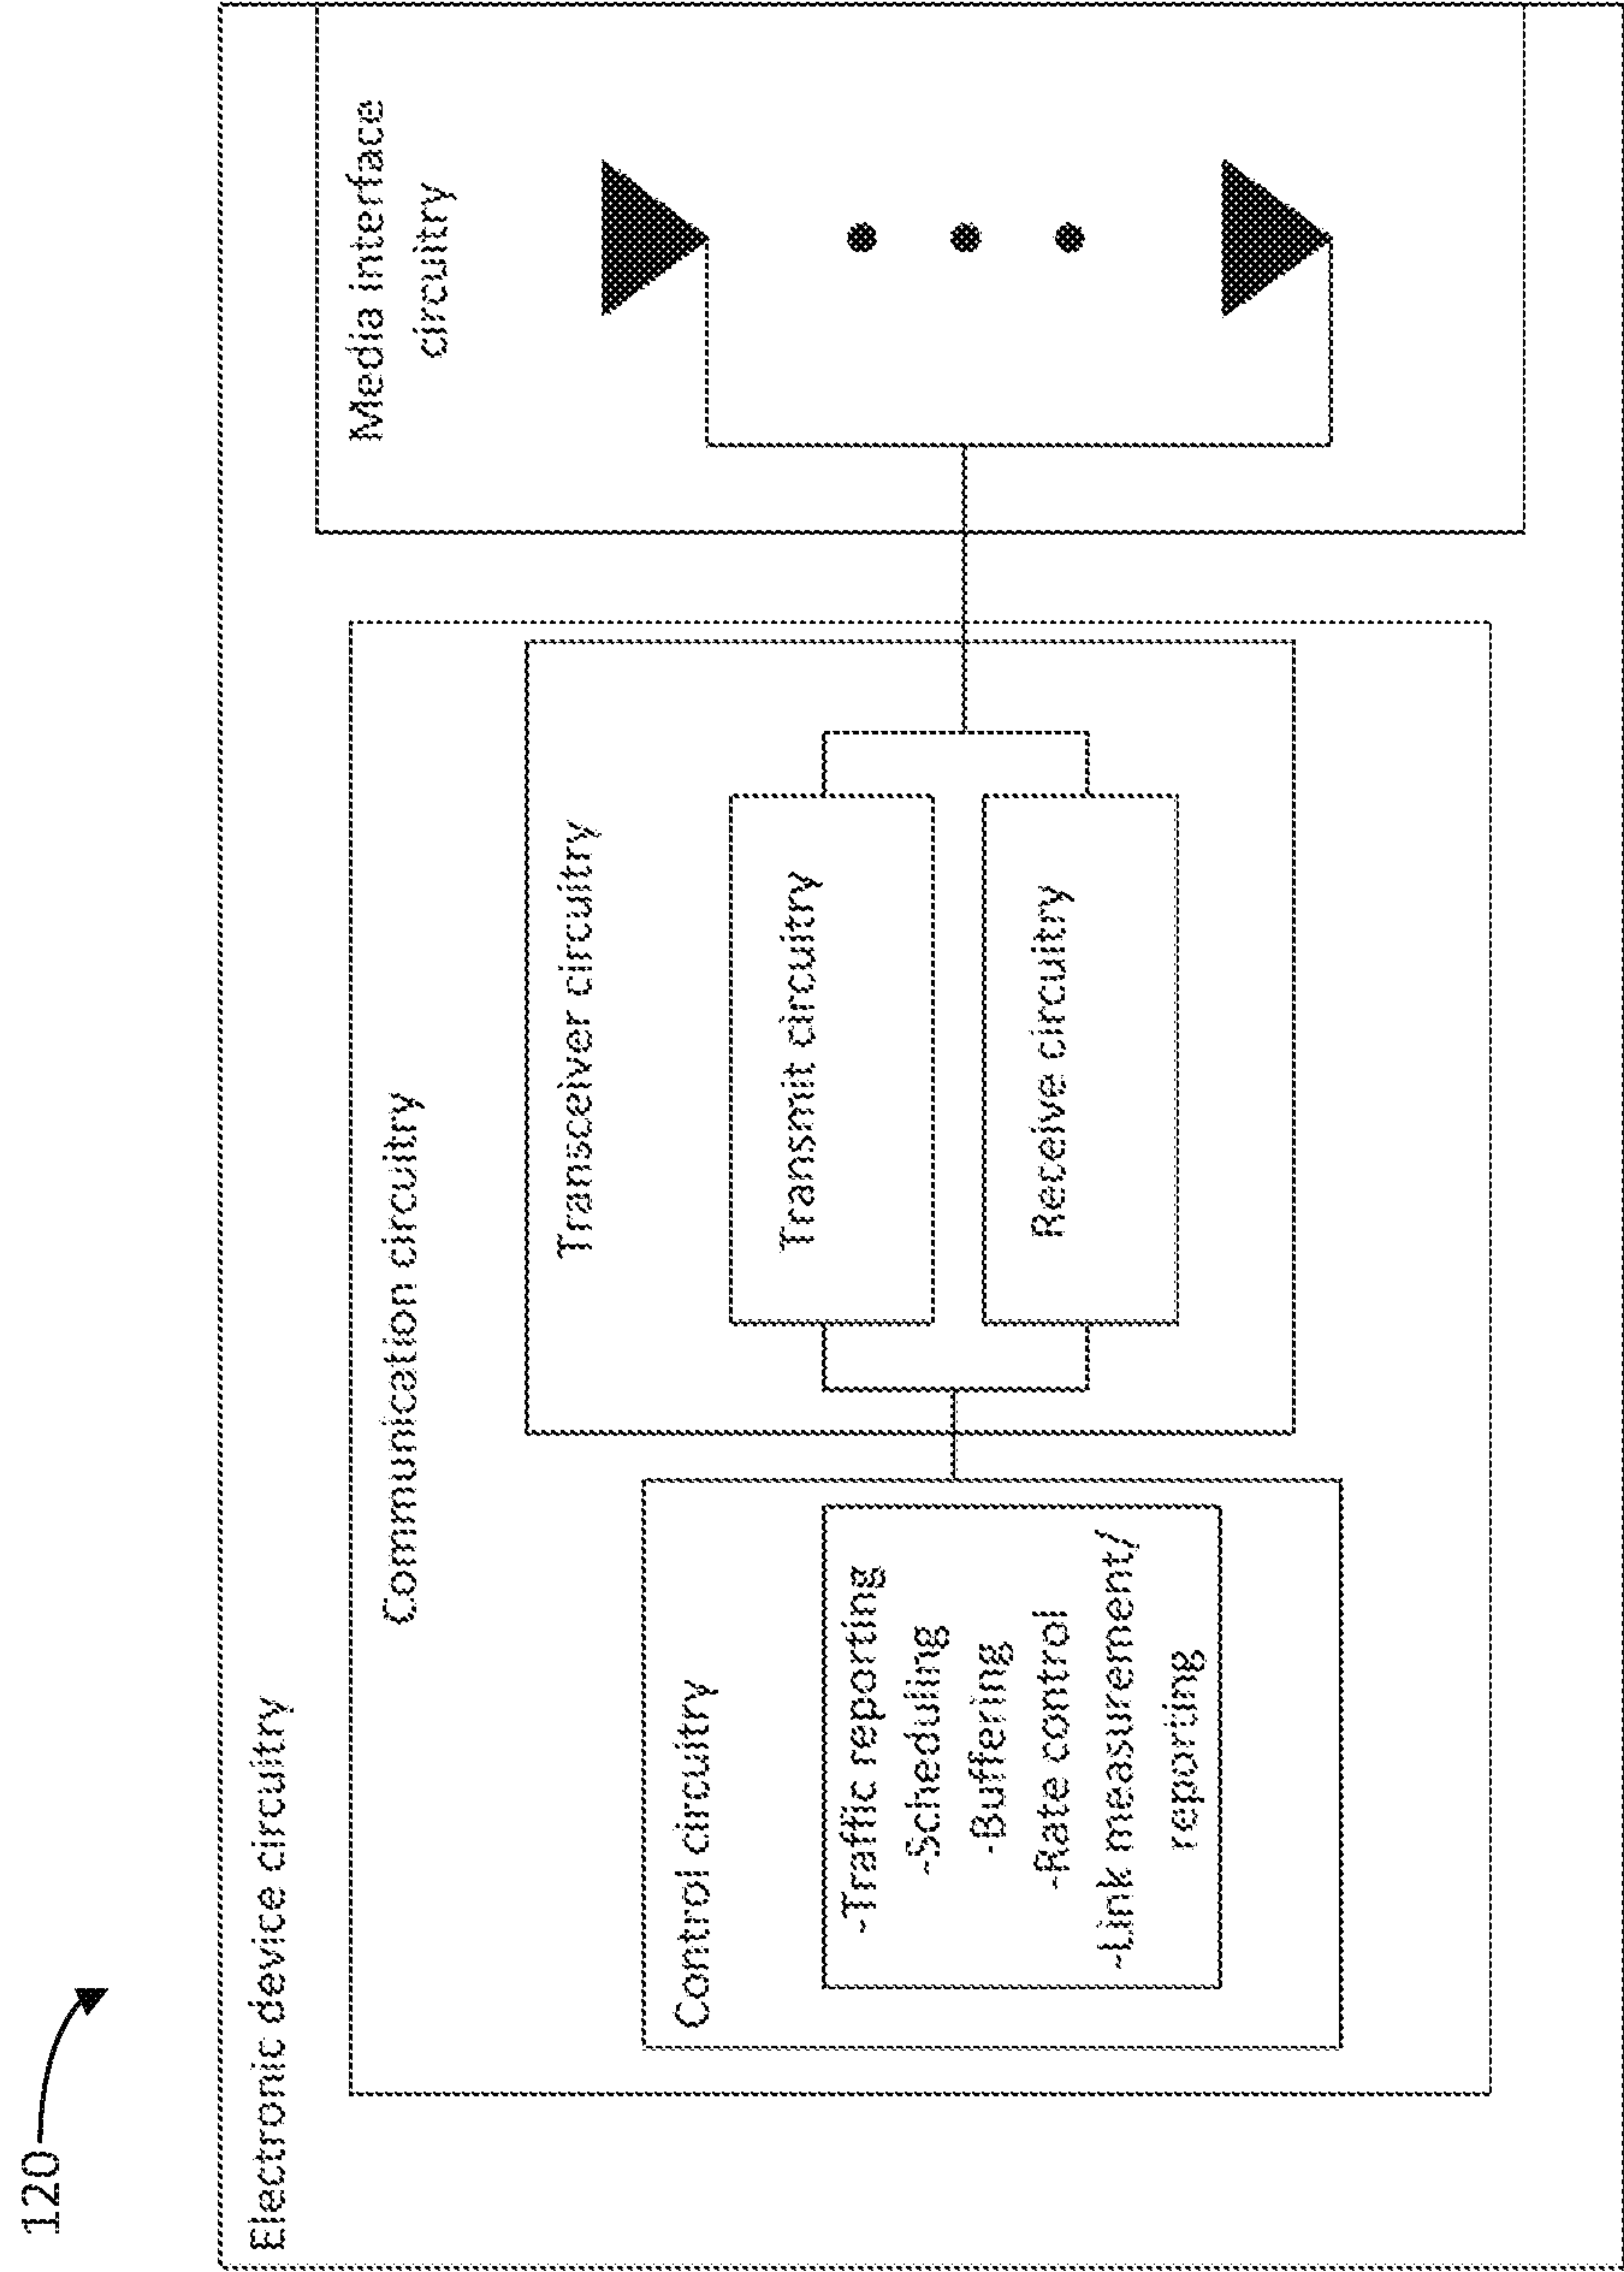 120
Electronic device circuitry
Communication circuitry
Control circuitry
-Traffic reporting
-Scheduling
-Buffering
-Rate control
-Link measurement/
reporting
Transceiver circuitry
Transmit circuitry
Receive circuitry
Media interface
circuitry